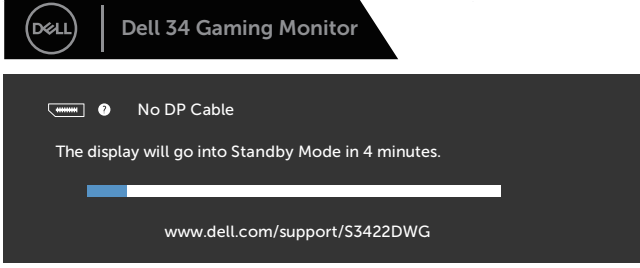 DELL
Dell 34 Gaming Monitor
? No DP Cable
The display will go into Standby Mode in 4 minutes.
www.dell.com/support/S3422DWG